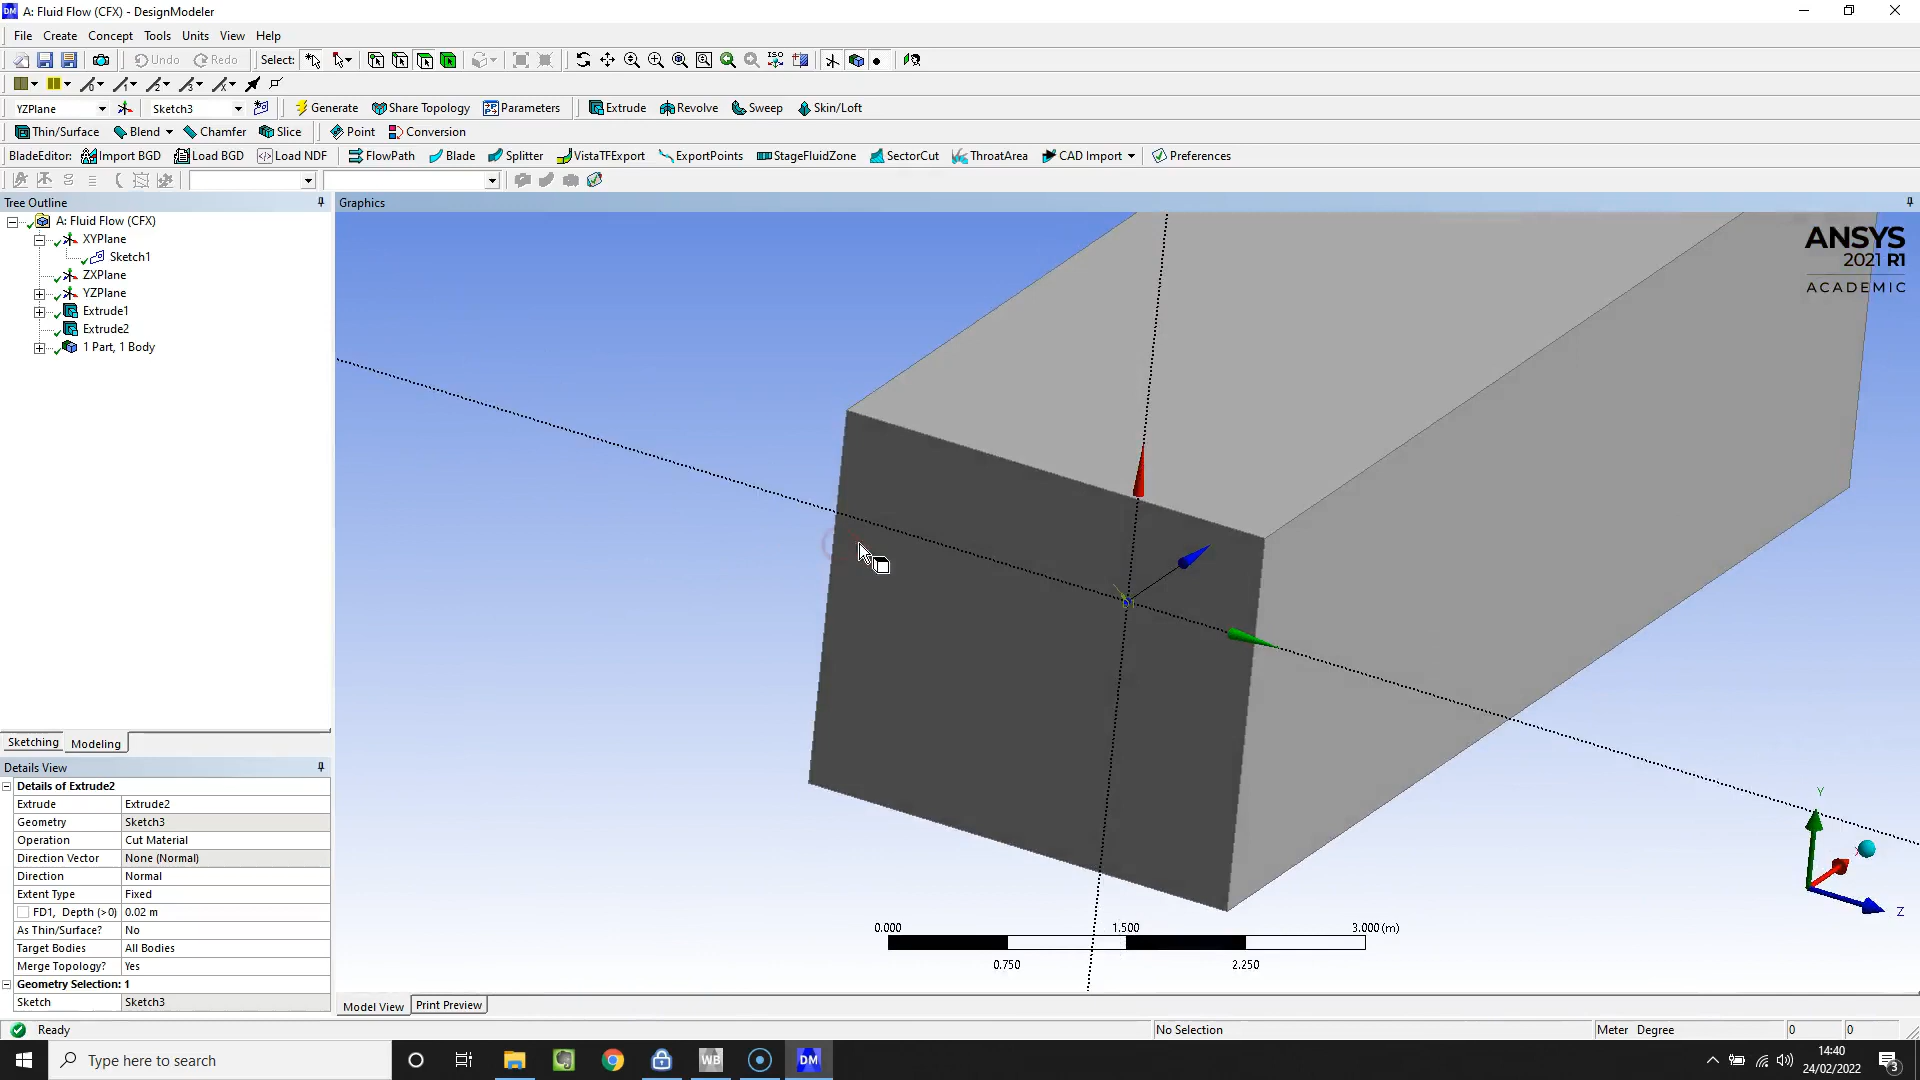 DM A: Fluid Flow (CFX) - DesignModeler
File Create Concept Tools Units View Help
Undo Redo Select: ISO
YZPlane Sketch3 Generate Share Topology Parameters Extrude Revolve Sweep Skin/Loft
Thin/Surface Blend Chamfer Slice Point Conversion
BladeEditor: Import BGD Load BGD Load NDF FlowPath Blade Splitter VistaTFExport ExportPoints StageFluidZone SectorCut ThroatArea CAD Import Preferences
Tree Outline
Graphics
A: Fluid Flow (CFX)
XYPlane
Sketch1
ZXPlane
YZPlane
Extrude1
Extrude2
1 Part, 1 Body
ANSYS
2021 R1
ACADEMIC
Sketching Modeling
Details View
Details of Extrude2
Extrude Extrude2
Geometry Sketch3
Operation Cut Material
Direction Vector None (Normal)
Direction Normal
Extent Type Fixed
FD1, Depth (>0) 0.02 m
As Thin/Surface? No
Target Bodies All Bodies
Merge Topology? Yes
Geometry Selection: 1
Sketch Sketch3
Y
X
Z
0.000 1.500 3.000 (m)
0.750 2.250
Model View Print Preview
Ready No Selection Meter Degree 0 0
Type here to search
WB
DM
14:40
24/02/2022
3